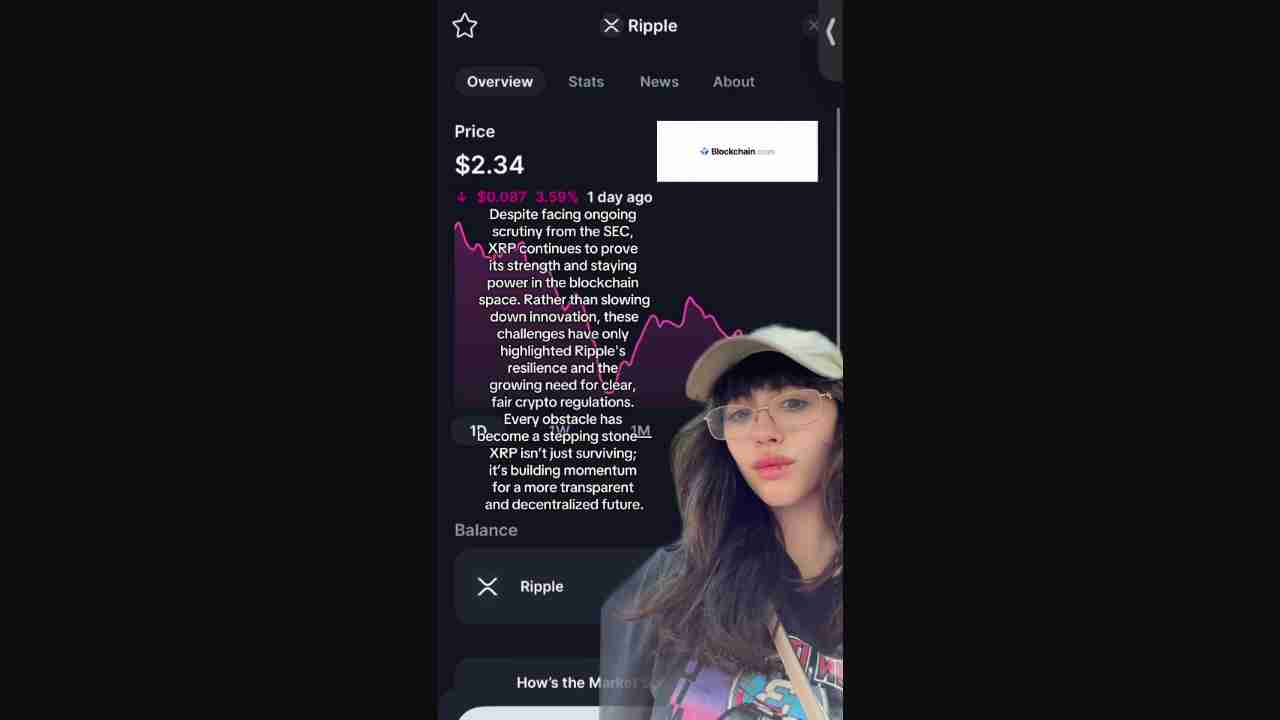 Ripple
Overview Stats News About
Price
Blockchain.com
$2.34
↓ $0.087 3.59% 1 day ago
Despite facing ongoing
scrutiny from the SEC,
XRP continues to prove
its strength and staying
power in the blockchain
space. Rather than slowing
down innovation, these
challenges have only
highlighted Ripple's
resilience and the
growing need for clear,
fair crypto regulations.
Every obstacle has
become a stepping stone—
XRP isn't just surviving;
it's building momentum
for a more transparent
and decentralized future.
1D 1W 1M
Balance
Ripple
How's the Market